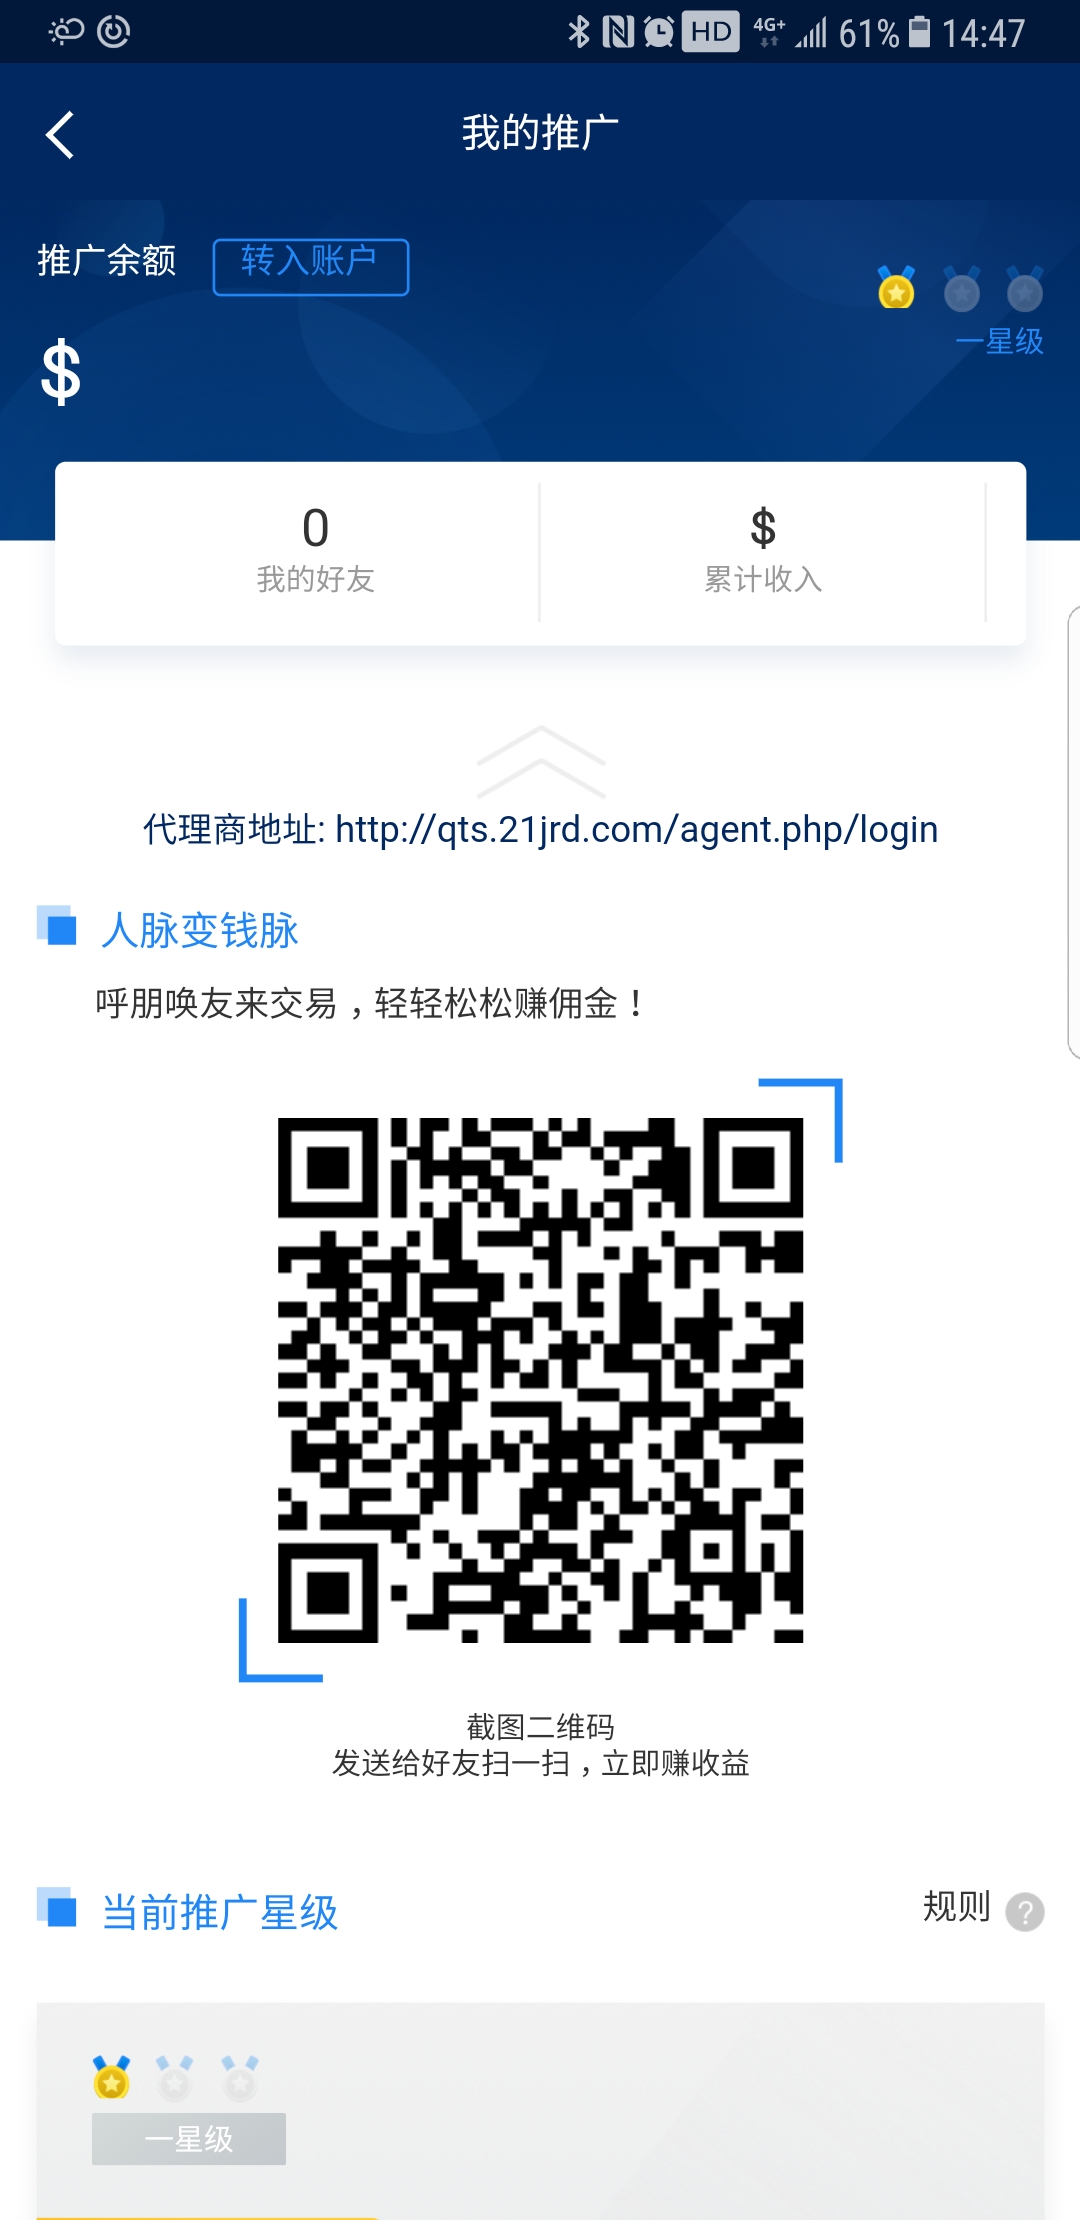 HD 4G+ 61% 14:47
我的推广
推广余额 转入账户
一星级
$
0 $
我的好友 累计收入
代理商地址: http://qts.21jrd.com/agent.php/login
人脉变钱脉
呼朋唤友来交易，轻轻松松赚佣金！
截图二维码
发送给好友扫一扫，立即赚收益
当前推广星级 规则 ?
一星级